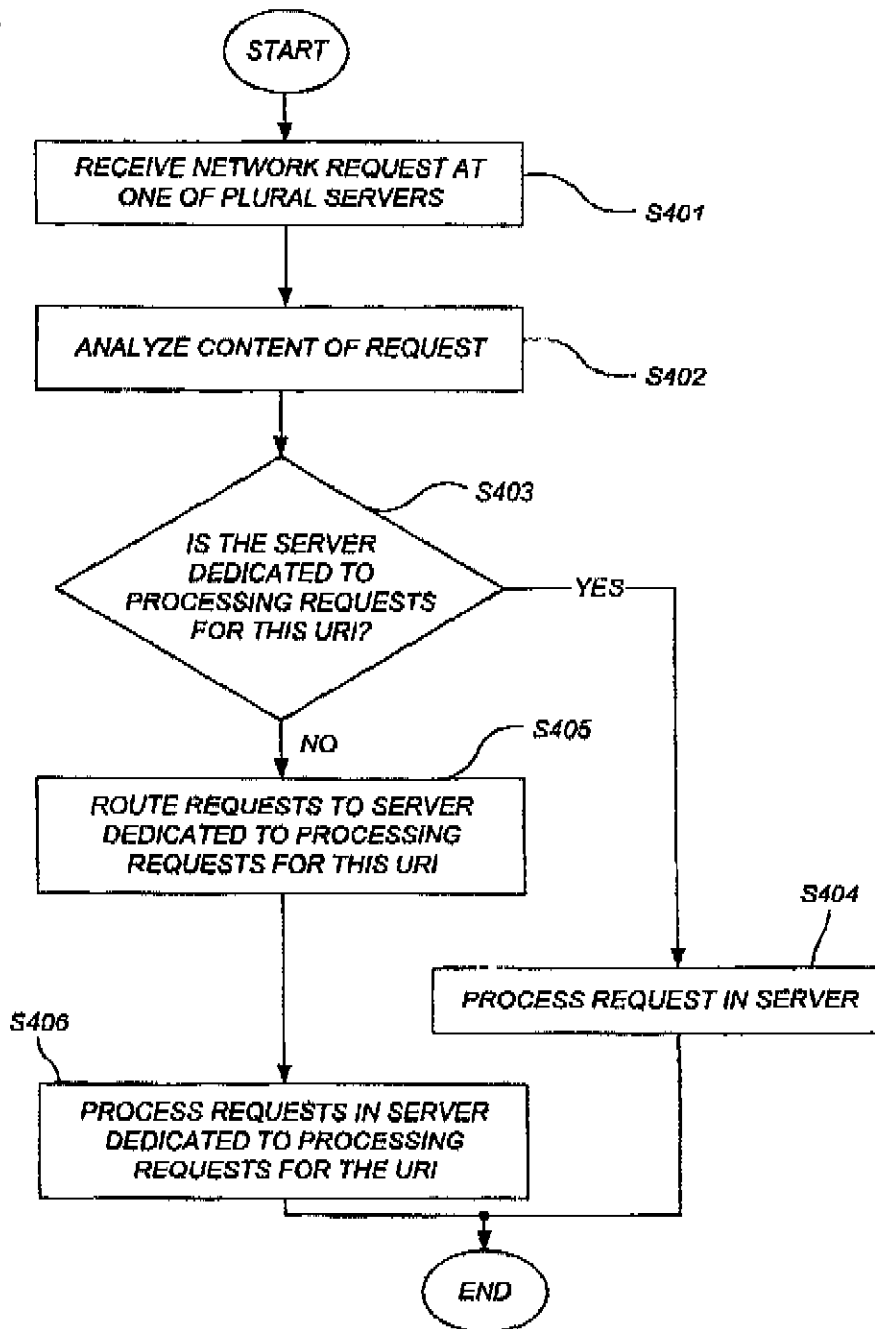 START
RECEIVE NETWORK REQUEST AT
ONE OF PLURAL SERVERS
S401
ANALYZE CONTENT OF REQUEST
S402
S403
IS THE SERVER
DEDICATED TO
PROCESSING REQUESTS
FOR THIS URI?
YES
NO
S405
ROUTE REQUESTS TO SERVER
DEDICATED TO PROCESSING
REQUESTS FOR THIS URI
S404
PROCESS REQUEST IN SERVER
S406
PROCESS REQUESTS IN SERVER
DEDICATED TO PROCESSING
REQUESTS FOR THE URI
END